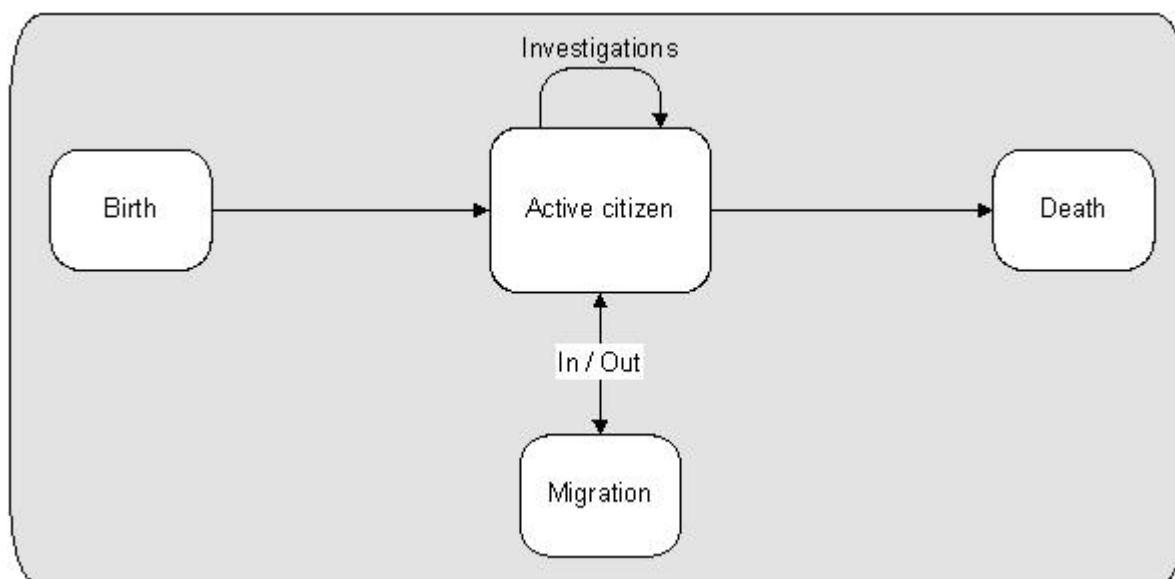 Investigations
Birth
Active citizen
Death
In / Out
Migration